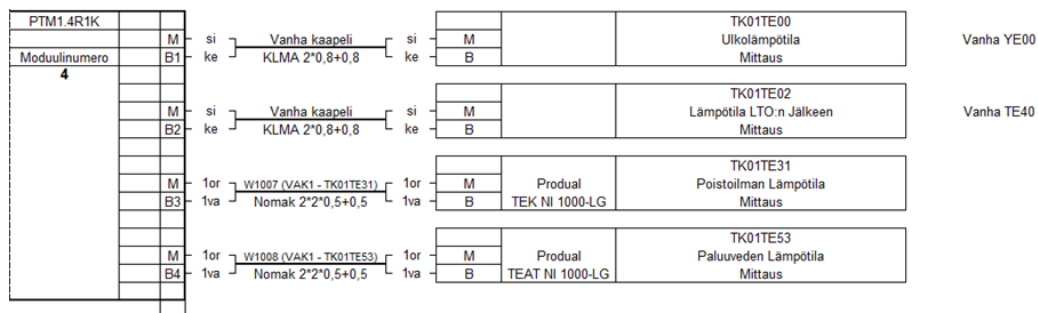 PTM1.4R1K TK01TE00
M si Vanha kaapeli si M Ulkolämpötila Vanha YE00
Moduulinumero B1 ke KLMA 2*0,8+0,8 ke B Mittaus
4
TK01TE02
M si Vanha kaapeli si M Lämpötila LTO:n Jälkeen Vanha TE40
B2 ke KLMA 2*0,8+0,8 ke B Mittaus
TK01TE31
M 1or W1007 (VAK1 - TK01TE31) 1or M Produal Poistoilman Lämpötila
B3 1va Nomak 2*2*0,5+0,5 1va B TEK NI 1000-LG Mittaus
TK01TE53
M 1or W1008 (VAK1 - TK01TE53) 1or M Produal Paluuveden Lämpötila
B4 1va Nomak 2*2*0,5+0,5 1va B TEAT NI 1000-LG Mittaus